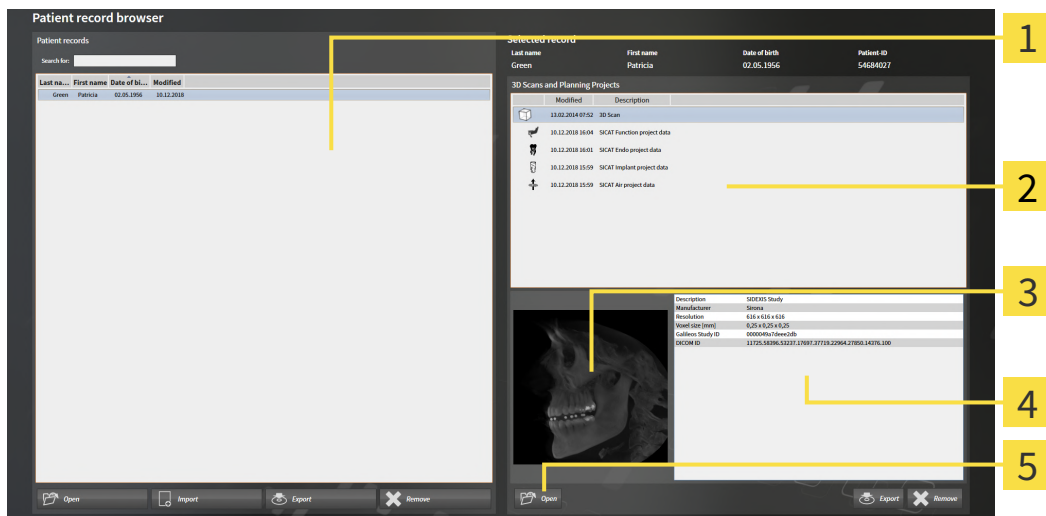 Patient record browser
Patient records
Search for:
Last na... First name Date of bi... Modified
Green Patricia 02.05.1956 10.12.2018
Open Import Export Remove
Selected record
Last name First name Date of birth Patient-ID
Green Patricia 02.05.1956 54684027
3D Scans and Planning Projects
Modified Description
13.02.2014 07:52 3D Scan
10.12.2018 16:04 SICAT Function project data
10.12.2018 16:01 SICAT Endo project data
10.12.2018 15:59 SICAT Implant project data
10.12.2018 15:59 SICAT Air project data
Description SIDEXIS Study
Manufacturer Sirona
Resolution 616 x 616 x 616
Voxel size [mm] 0,25 x 0,25 x 0,25
Galileos Study ID 0000049a7deee2db
DICOM ID 11725.58396.53237.17697.37719.22964.27850.14376.100
Open Export Remove
1
2
3
4
5